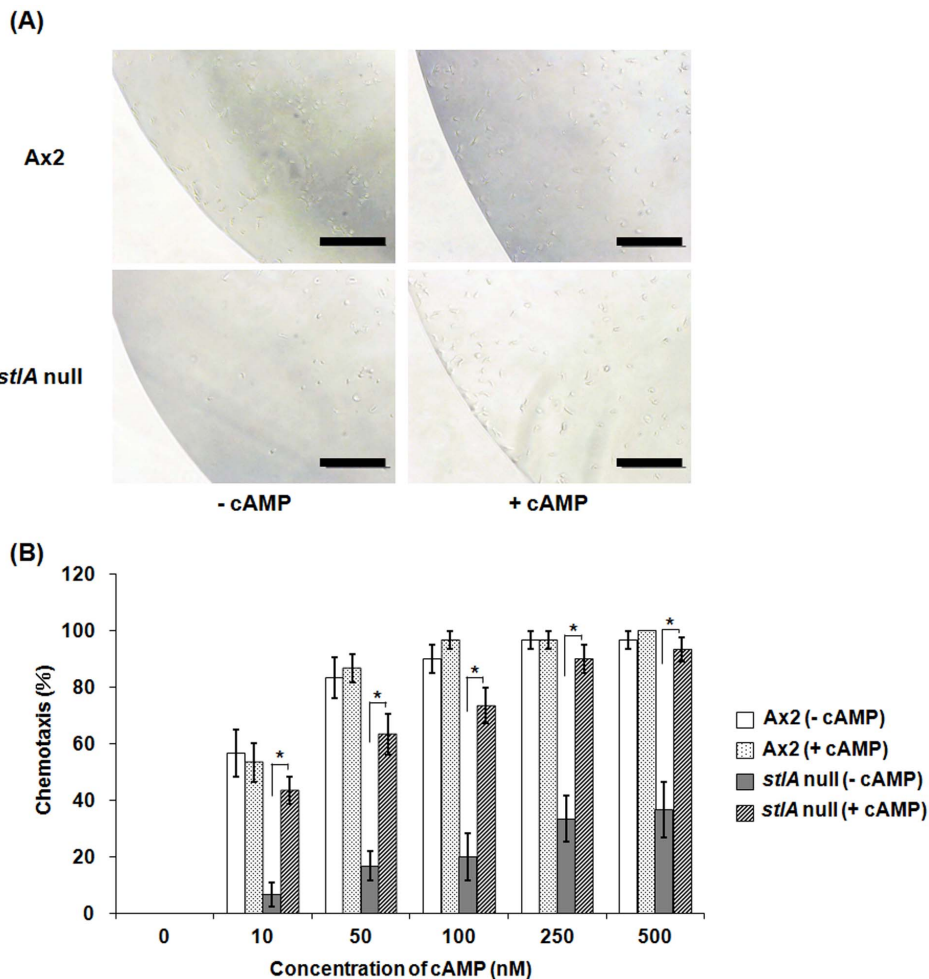 (A)
Ax2
stlA null
- cAMP
+ cAMP
(B)
120
100
80
60
40
20
0
Chemotaxis (%)
* * * * *
0 10 50 100 250 500
Concentration of cAMP (nM)
Ax2 (- cAMP)
Ax2 (+ cAMP)
stlA null (- cAMP)
stlA null (+ cAMP)